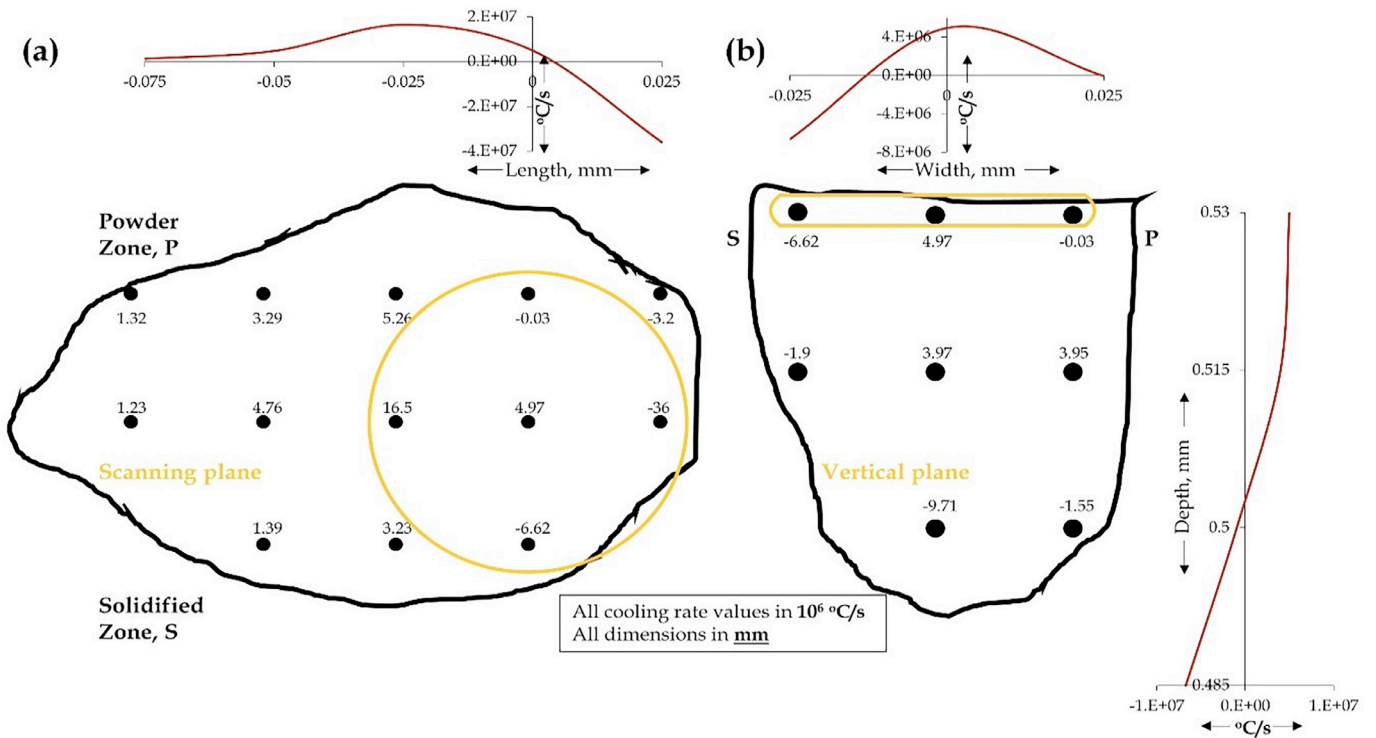 (a)
2.E+07
0.E+00
-2.E+07
-4.E+07
-0.075
-0.05
-0.025
0
0.025
ºC/s
Length, mm
Powder
Zone, P
1.32
3.29
5.26
-0.03
-3.2
1.23
4.76
16.5
4.97
-36
Scanning plane
1.39
3.23
-6.62
Solidified
Zone, S
All cooling rate values in 10⁶ ºC/s
All dimensions in mm
(b)
4.E+06
0.E+00
-4.E+06
-8.E+06
-0.025
0
0.025
ºC/s
Width, mm
S
P
-6.62
4.97
-0.03
-1.9
3.97
3.95
Vertical plane
-9.71
-1.55
0.53
0.515
0.5
0.485
Depth, mm
-1.E+07
0.E+00
1.E+07
ºC/s